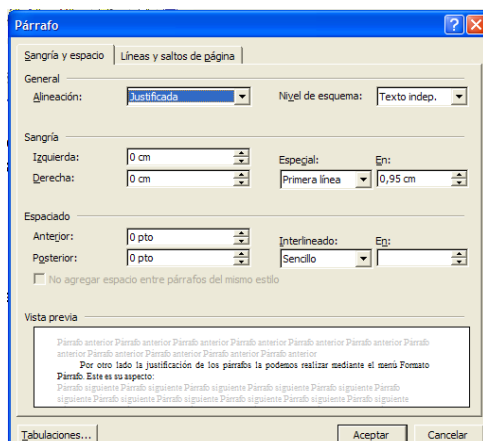 Párrafo
Sangría y espacio Líneas y saltos de página
General
Alineación: Justificada Nivel de esquema: Texto indep.
Sangría
Izquierda: 0 cm Especial: En:
Derecha: 0 cm Primera línea 0,95 cm
Espaciado
Anterior: 0 pto Interlineado: En:
Posterior: 0 pto Sencillo
No agregar espacio entre párrafos del mismo estilo
Vista previa
Párrafo anterior Párrafo anterior Párrafo anterior Párrafo anterior Párrafo anterior Párrafo anterior Párrafo
anterior Párrafo anterior Párrafo anterior Párrafo anterior Párrafo anterior
Por otro lado la justificación de los párrafos la podemos realizar mediante el menú Formato
Párrafo. Este es su aspecto:
Párrafo siguiente Párrafo siguiente Párrafo siguiente Párrafo siguiente Párrafo siguiente Párrafo siguiente
siguiente Párrafo siguiente Párrafo siguiente Párrafo siguiente Párrafo siguiente Párrafo siguiente
Tabulaciones... Aceptar Cancelar